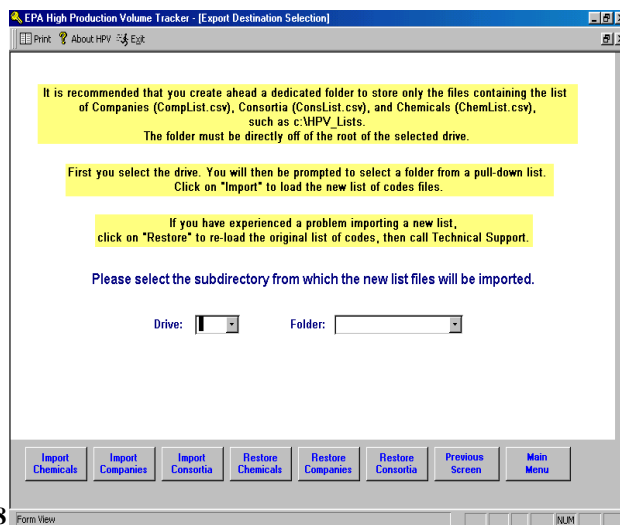 EPA High Production Volume Tracker - [Export Destination Selection]
Print About HPV Exit
It is recommended that you create ahead a dedicated folder to store only the files containing the list
of Companies (CompList.csv), Consortia (ConsList.csv), and Chemicals (ChemList.csv),
such as c:\HPV_Lists.
The folder must be directly off of the root of the selected drive.
First you select the drive. You will then be prompted to select a folder from a pull-down list.
Click on "Import" to load the new list of codes files.
If you have experienced a problem importing a new list,
click on "Restore" to re-load the original list of codes, then call Technical Support.
Please select the subdirectory from which the new list files will be imported.
Drive: Folder:
Import Chemicals
Import Companies
Import Consortia
Restore Chemicals
Restore Companies
Restore Consortia
Previous Screen
Main Menu
8
Form View NUM